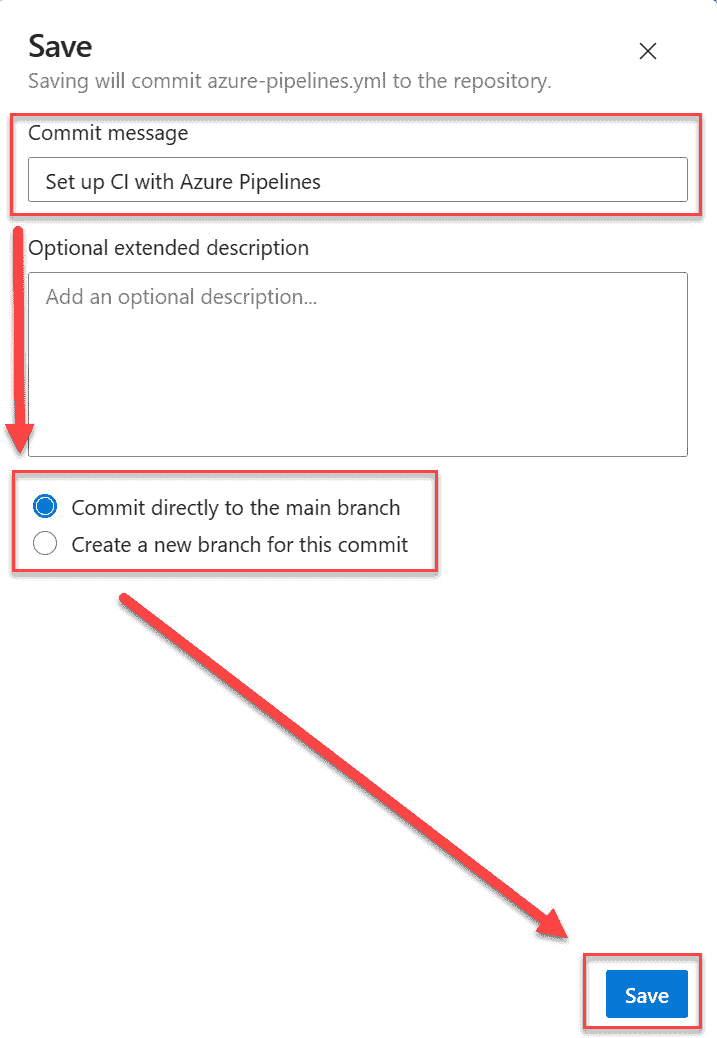 Save
Saving will commit azure-pipelines.yml to the repository.
Commit message
Set up CI with Azure Pipelines
Optional extended description
Add an optional description...
Commit directly to the main branch
Create a new branch for this commit
Save